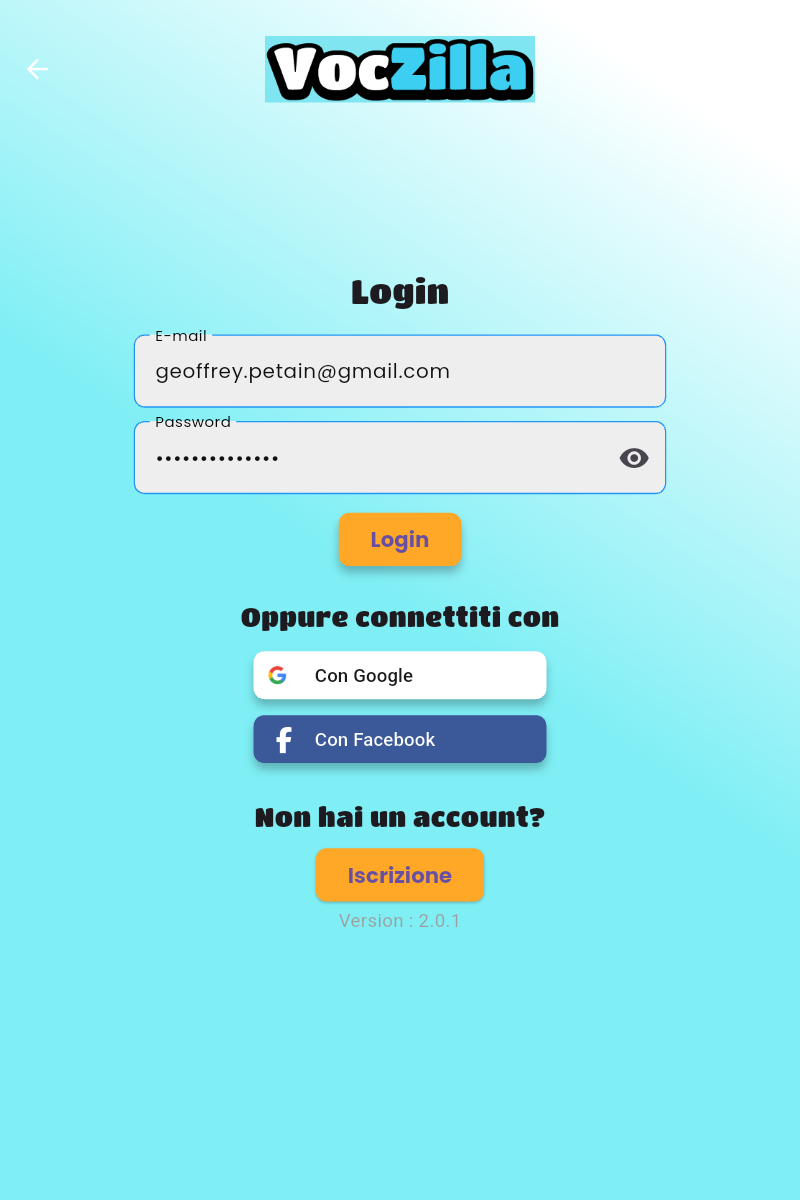 VocZilla
Login
E-mail
geoffrey.petain@gmail.com
Password
••••••••••••••
Login
Oppure connettiti con
Con Google
Con Facebook
Non hai un account?
Iscrizione
Version : 2.0.1